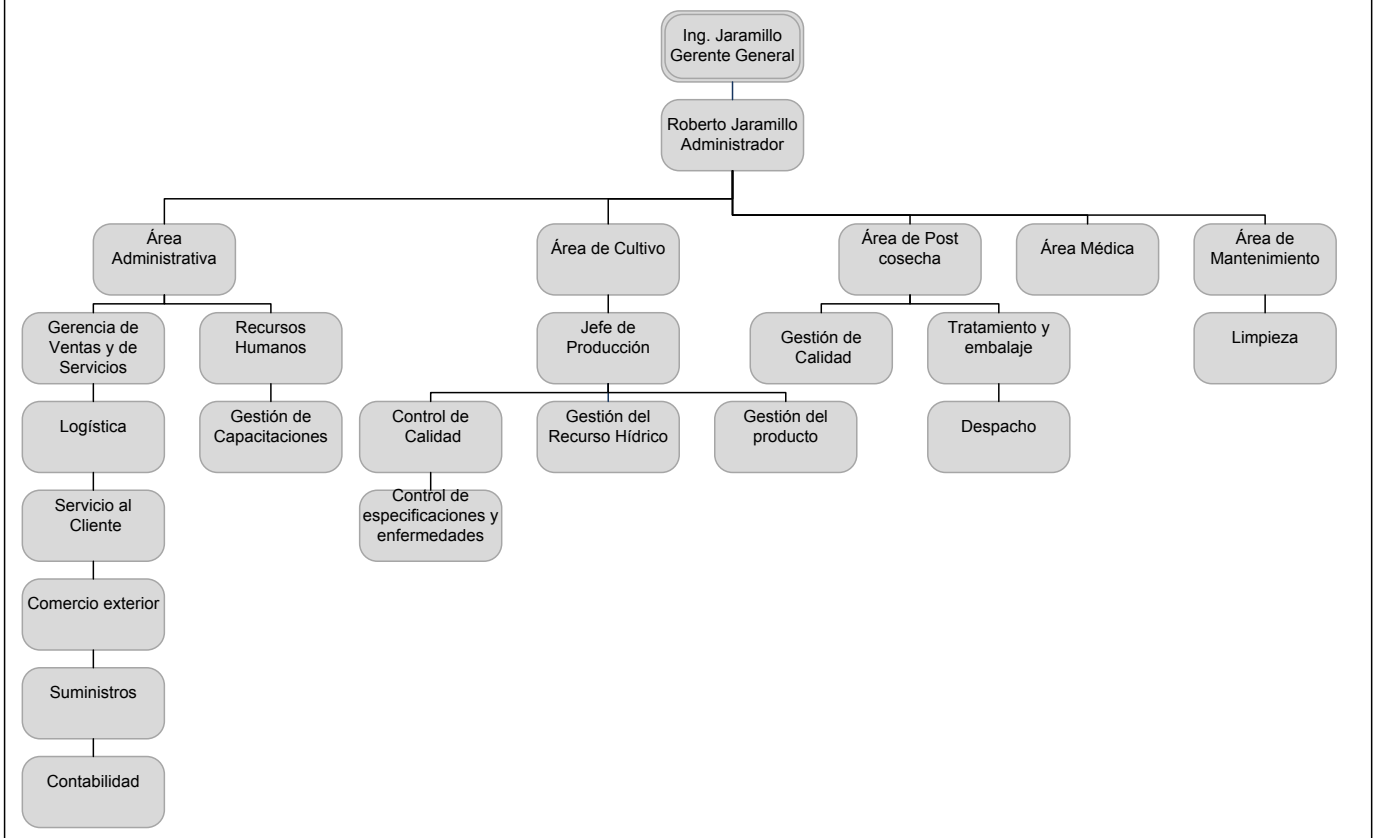 Ing. Jaramillo
Gerente General
Roberto Jaramillo
Administrador
Área
Administrativa
Área de Cultivo
Área de Post
cosecha
Área Médica
Área de
Mantenimiento
Gerencia de
Ventas y de
Servicios
Recursos
Humanos
Jefe de
Producción
Gestión de
Calidad
Tratamiento y
embalaje
Limpieza
Logística
Gestión de
Capacitaciones
Control de
Calidad
Gestión del
Recurso Hídrico
Gestión del
producto
Despacho
Servicio al
Cliente
Control de
especificaciones y
enfermedades
Comercio exterior
Suministros
Contabilidad